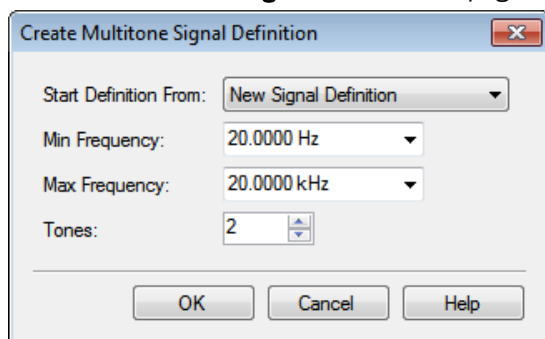 Create Multitone Signal Definition
Start Definition From: New Signal Definition
Min Frequency: 20.0000 Hz
Max Frequency: 20.0000 kHz
Tones: 2
OK Cancel Help